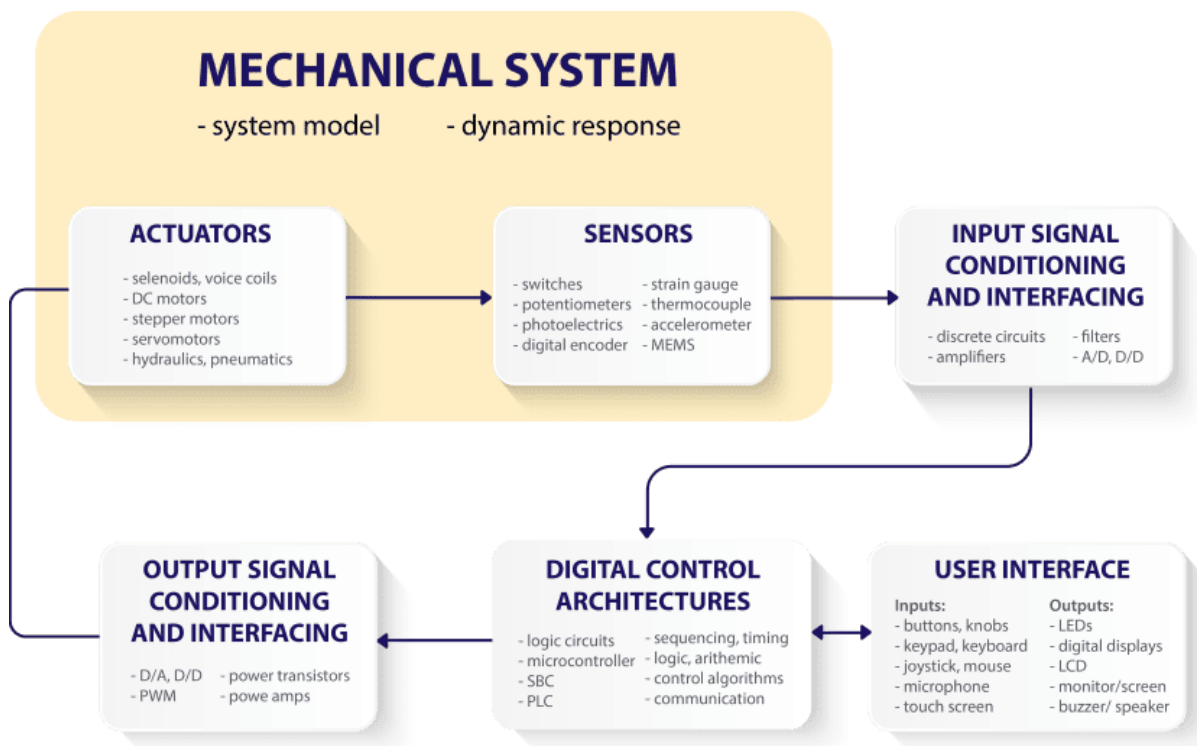 MECHANICAL SYSTEM
- system model - dynamic response
ACTUATORS
- selenoids, voice coils
- DC motors
- stepper motors
- servomotors
- hydraulics, pneumatics
SENSORS
- switches
- potentiometers
- photoelectrics
- digital encoder
- strain gauge
- thermocouple
- accelerometer
- MEMS
INPUT SIGNAL
CONDITIONING
AND INTERFACING
- discrete circuits
- amplifiers
- filters
- A/D, D/D
OUTPUT SIGNAL
CONDITIONING
AND INTERFACING
- D/A, D/D
- PWM
- power transistors
- powe amps
DIGITAL CONTROL
ARCHITECTURES
- logic circuits
- microcontroller
- SBC
- PLC
- sequencing, timing
- logic, arithemic
- control algorithms
- communication
USER INTERFACE
Inputs:
- buttons, knobs
- keypad, keyboard
- joystick, mouse
- microphone
- touch screen
Outputs:
- LEDs
- digital displays
- LCD
- monitor/screen
- buzzer/ speaker